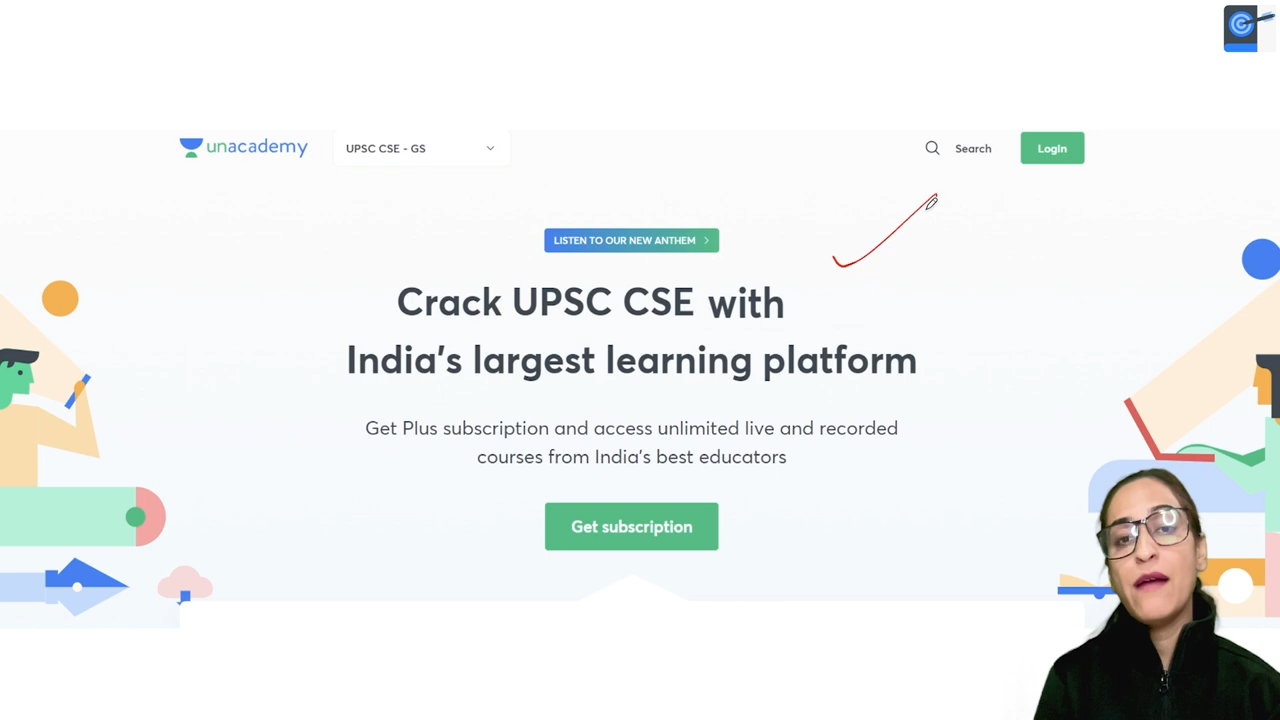 unacademy
UPSC CSE - GS
Search
Login
LISTEN TO OUR NEW ANTHEM
Crack UPSC CSE with
India's largest learning platform
Get Plus subscription and access unlimited live and recorded
courses from India's best educators
Get subscription